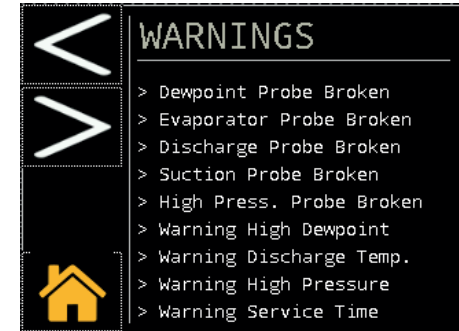 WARNINGS
> Dewpoint Probe Broken
> Evaporator Probe Broken
> Discharge Probe Broken
> Suction Probe Broken
> High Press. Probe Broken
> Warning High Dewpoint
> Warning Discharge Temp.
> Warning High Pressure
> Warning Service Time